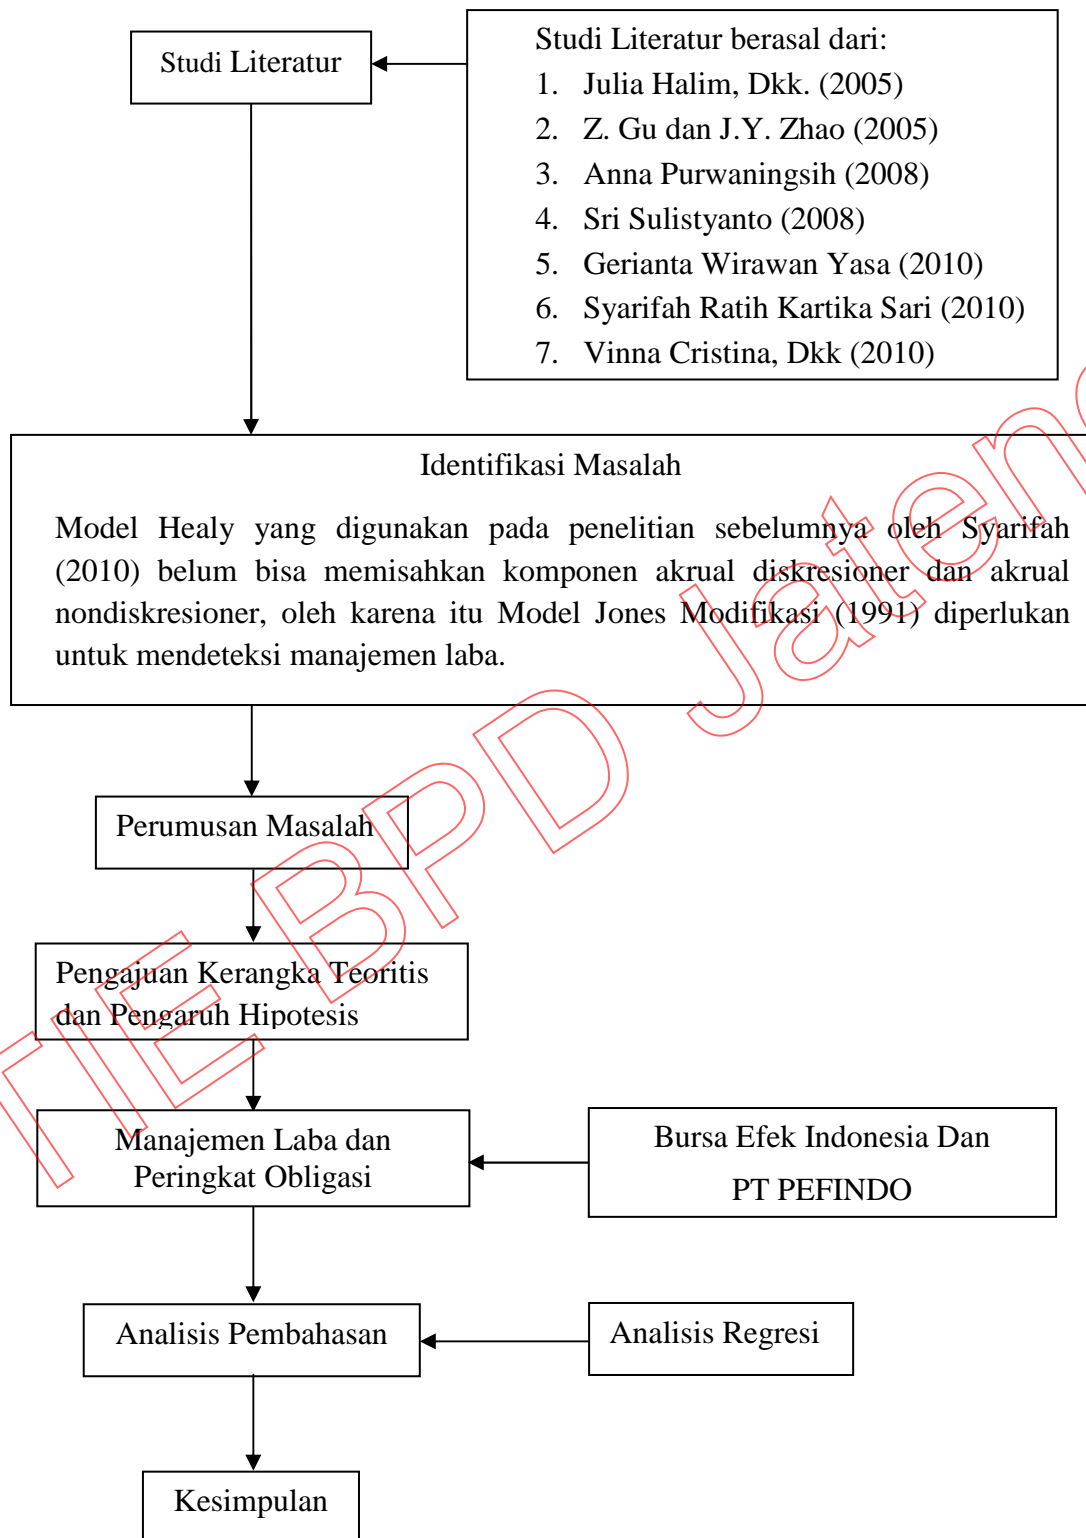 Studi Literatur
Studi Literatur berasal dari:
1. Julia Halim, Dkk. (2005)
2. Z. Gu dan J.Y. Zhao (2005)
3. Anna Purwaningsih (2008)
4. Sri Sulistyanto (2008)
5. Gerianta Wirawan Yasa (2010)
6. Syarifah Ratih Kartika Sari (2010)
7. Vinna Cristina, Dkk (2010)
Identifikasi Masalah
Model Healy yang digunakan pada penelitian sebelumnya oleh Syarifah
(2010) belum bisa memisahkan komponen akrual diskresioner dan akrual
nondiskresioner, oleh karena itu Model Jones Modifikasi (1991) diperlukan
untuk mendeteksi manajemen laba.
Perumusan Masalah
Pengajuan Kerangka Teoritis
dan Pengaruh Hipotesis
Manajemen Laba dan
Peringkat Obligasi
Bursa Efek Indonesia Dan
PT PEFINDO
Analisis Pembahasan
Analisis Regresi
Kesimpulan
TIE BPD Jaten